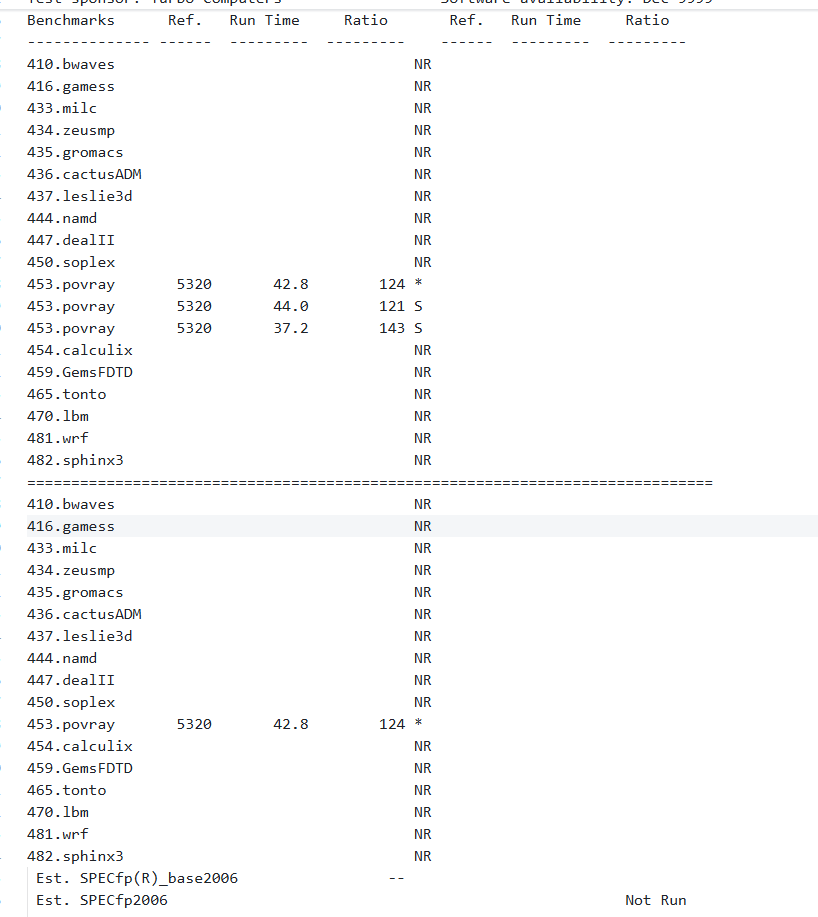 Test sponsor: Turbo Computers                  Software availability: Dec-9999
Benchmarks      Ref.   Run Time     Ratio       Ref.   Run Time     Ratio
-------------- ------  ---------  ---------    ------  ---------  ---------
410.bwaves                                  NR
416.gamess                                  NR
433.milc                                    NR
434.zeusmp                                  NR
435.gromacs                                 NR
436.cactusADM                               NR
437.leslie3d                                NR
444.namd                                    NR
447.dealII                                  NR
450.soplex                                  NR
453.povray       5320       42.8        124 *
453.povray       5320       44.0        121 S
453.povray       5320       37.2        143 S
454.calculix                                NR
459.GemsFDTD                                NR
465.tonto                                   NR
470.lbm                                     NR
481.wrf                                     NR
482.sphinx3                                 NR
==============================================================================
410.bwaves                                  NR
416.gamess                                  NR
433.milc                                    NR
434.zeusmp                                  NR
435.gromacs                                 NR
436.cactusADM                               NR
437.leslie3d                                NR
444.namd                                    NR
447.dealII                                  NR
450.soplex                                  NR
453.povray       5320       42.8        124 *
454.calculix                                NR
459.GemsFDTD                                NR
465.tonto                                   NR
470.lbm                                     NR
481.wrf                                     NR
482.sphinx3                                 NR
 Est. SPECfp(R)_base2006                 --
 Est. SPECfp2006                                                    Not Run